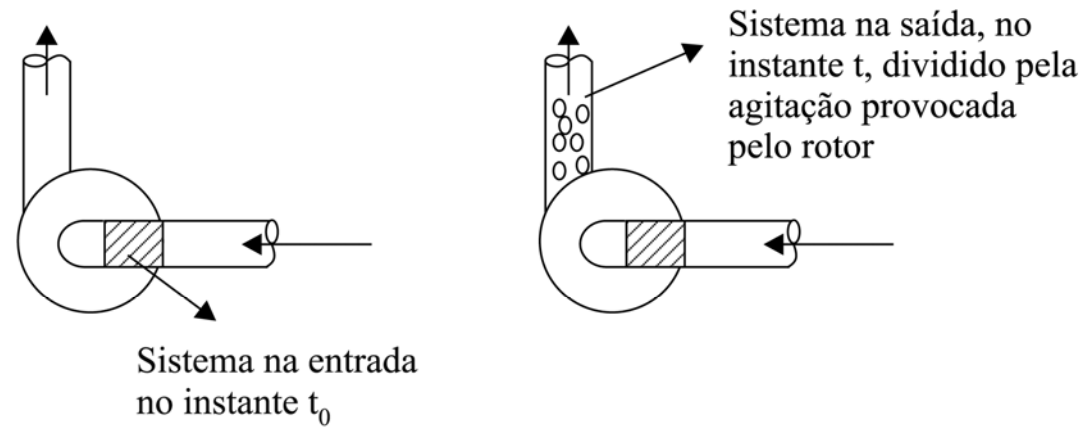 Sistema na saída, no
instante t, dividido pela
agitação provocada
pelo rotor
Sistema na entrada
no instante t₀